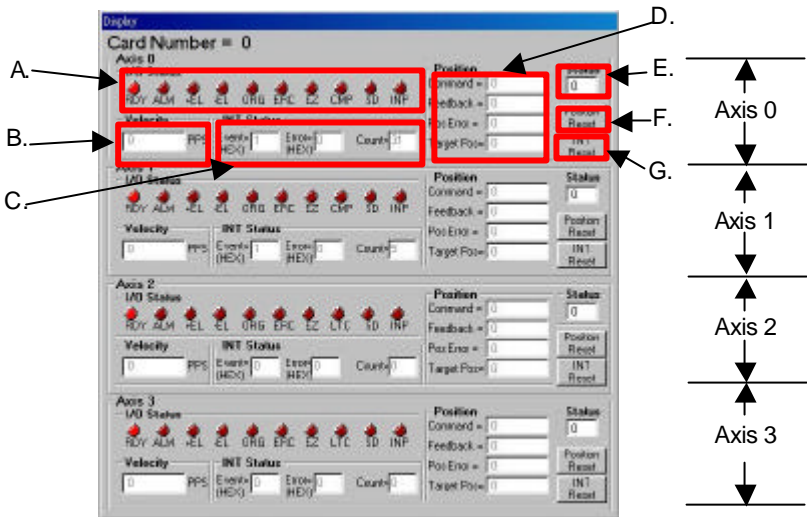 Display
Card Number = 0
Axis 0
I/O Status
RDY ALM +EL -EL ORG ERC EZ CMP SD INP
Velocity
0 PPS
INT Status
Event= 1 Error= 0 Count= 31
(HEX) (HEX)
Position
Command = 0
Feedback = 0
Pos Error = 0
Target Pos= 0
Status
0
Position
Reset
INT
Reset
Axis 1
I/O Status
RDY ALM +EL -EL ORG ERC EZ CMP SD INP
Velocity
0 PPS
INT Status
Event= 1 Error= 0 Count= 5
(HEX) (HEX)
Position
Command = 0
Feedback = 0
Pos Error = 0
Target Pos= 0
Status
0
Position
Reset
INT
Reset
Axis 2
I/O Status
RDY ALM +EL -EL ORG ERC EZ LTC SD INP
Velocity
0 PPS
INT Status
Event= 0 Error= 0 Count= 0
(HEX) (HEX)
Position
Command = 0
Feedback = 0
Pos Error = 0
Target Pos= 0
Status
0
Position
Reset
INT
Reset
Axis 3
I/O Status
RDY ALM +EL -EL ORG ERC EZ LTC SD INP
Velocity
0 PPS
INT Status
Event= 0 Error= 0 Count= 0
(HEX) (HEX)
Position
Command = 0
Feedback = 0
Pos Error = 0
Target Pos= 0
Status
0
Position
Reset
INT
Reset
A.
B.
C.
D.
E.
F.
G.
Axis 0
Axis 1
Axis 2
Axis 3